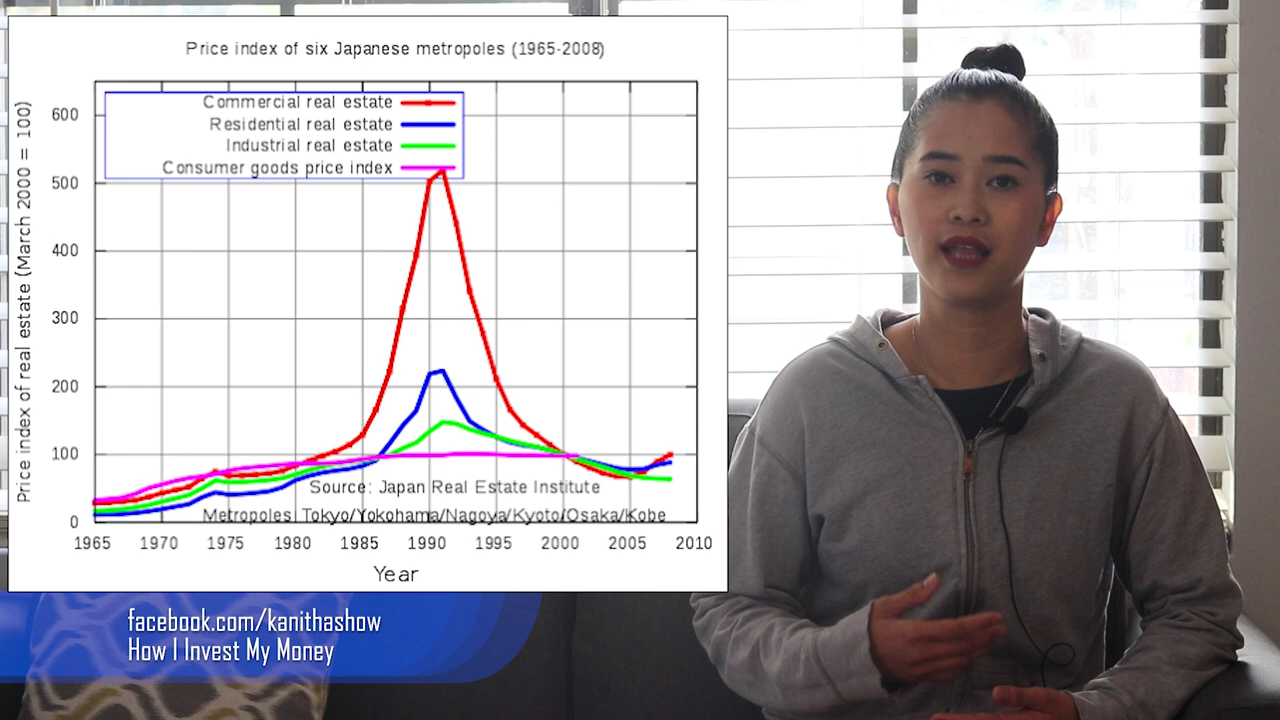 Price index of six Japanese metropoles (1965-2008)
Price index of real estate (March 2000 = 100)
Commercial real estate
Residential real estate
Industrial real estate
Consumer goods price index
600
500
400
300
200
100
0
Source: Japan Real Estate Institute
Metropoles: Tokyo/Yokohama/Nagoya/Kyoto/Osaka/Kobe
1965 1970 1975 1980 1985 1990 1995 2000 2005 2010
Year
facebook.com/kanithashow
How I Invest My Money